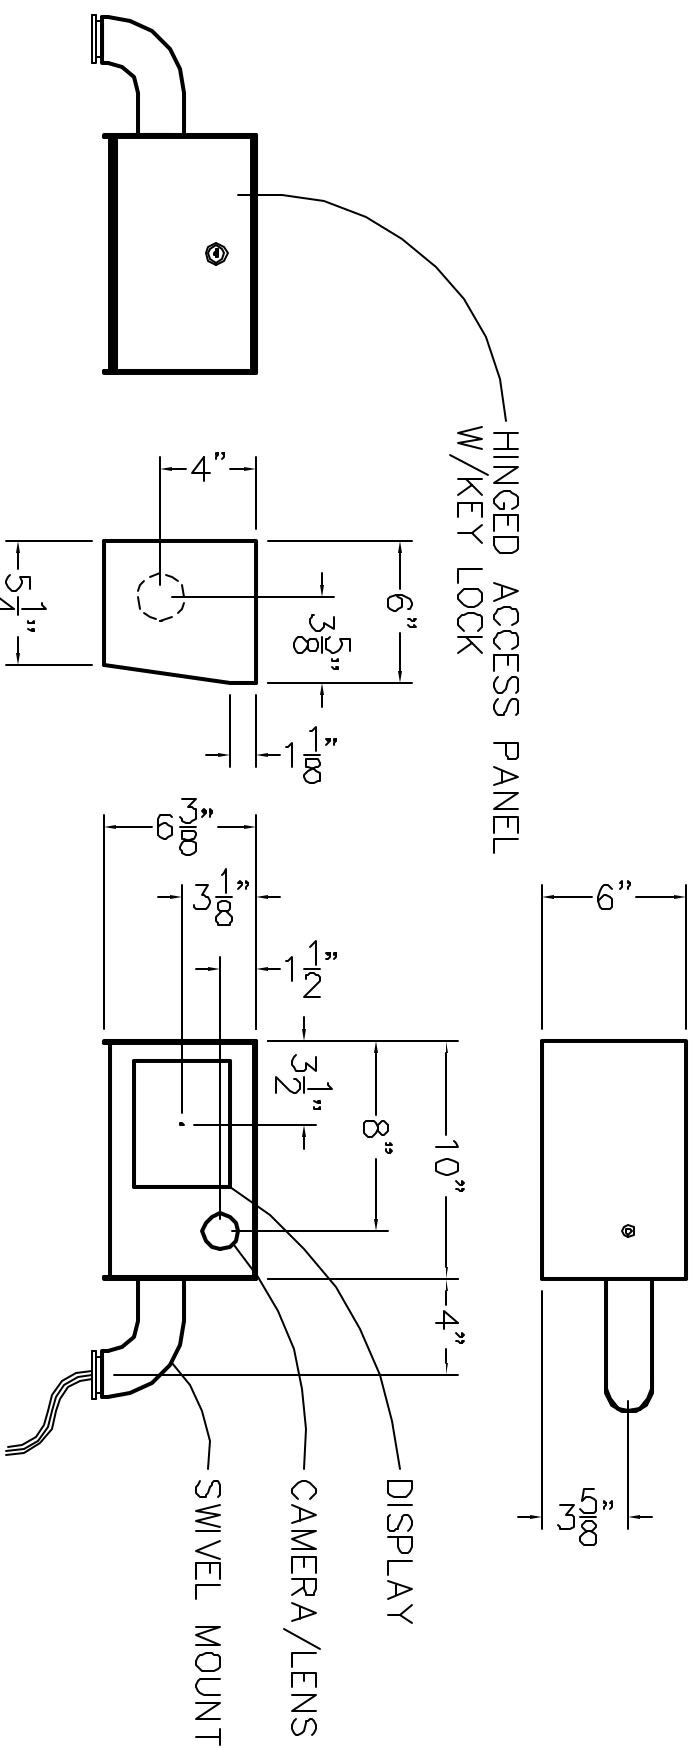 6"
3 5/8"
HINGED ACCESS PANEL
W/KEY LOCK
10"
4"
6"
8"
DISPLAY
3 5/8"
3 1/2"
1 1/8"
1 1/2"
CAMERA/LENS
4"
3 1/8"
SWIVEL MOUNT
6 3/8"
5 1/4"